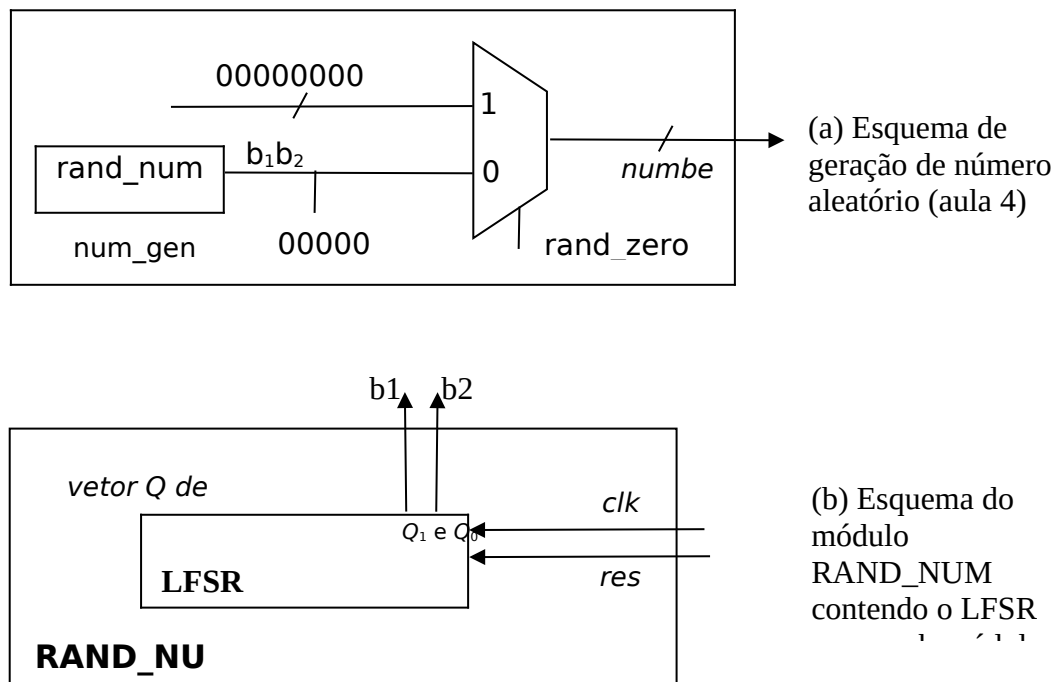 00000000
1
rand_num
b₁b₂
0
numbe
num_gen
00000
rand_zero
(a) Esquema de
geração de número
aleatório (aula 4)
b1
b2
vetor Q de
clk
Q₁ e Q₀
res
LFSR
RAND_NU
(b) Esquema do
módulo
RAND_NUM
contendo o LFSR